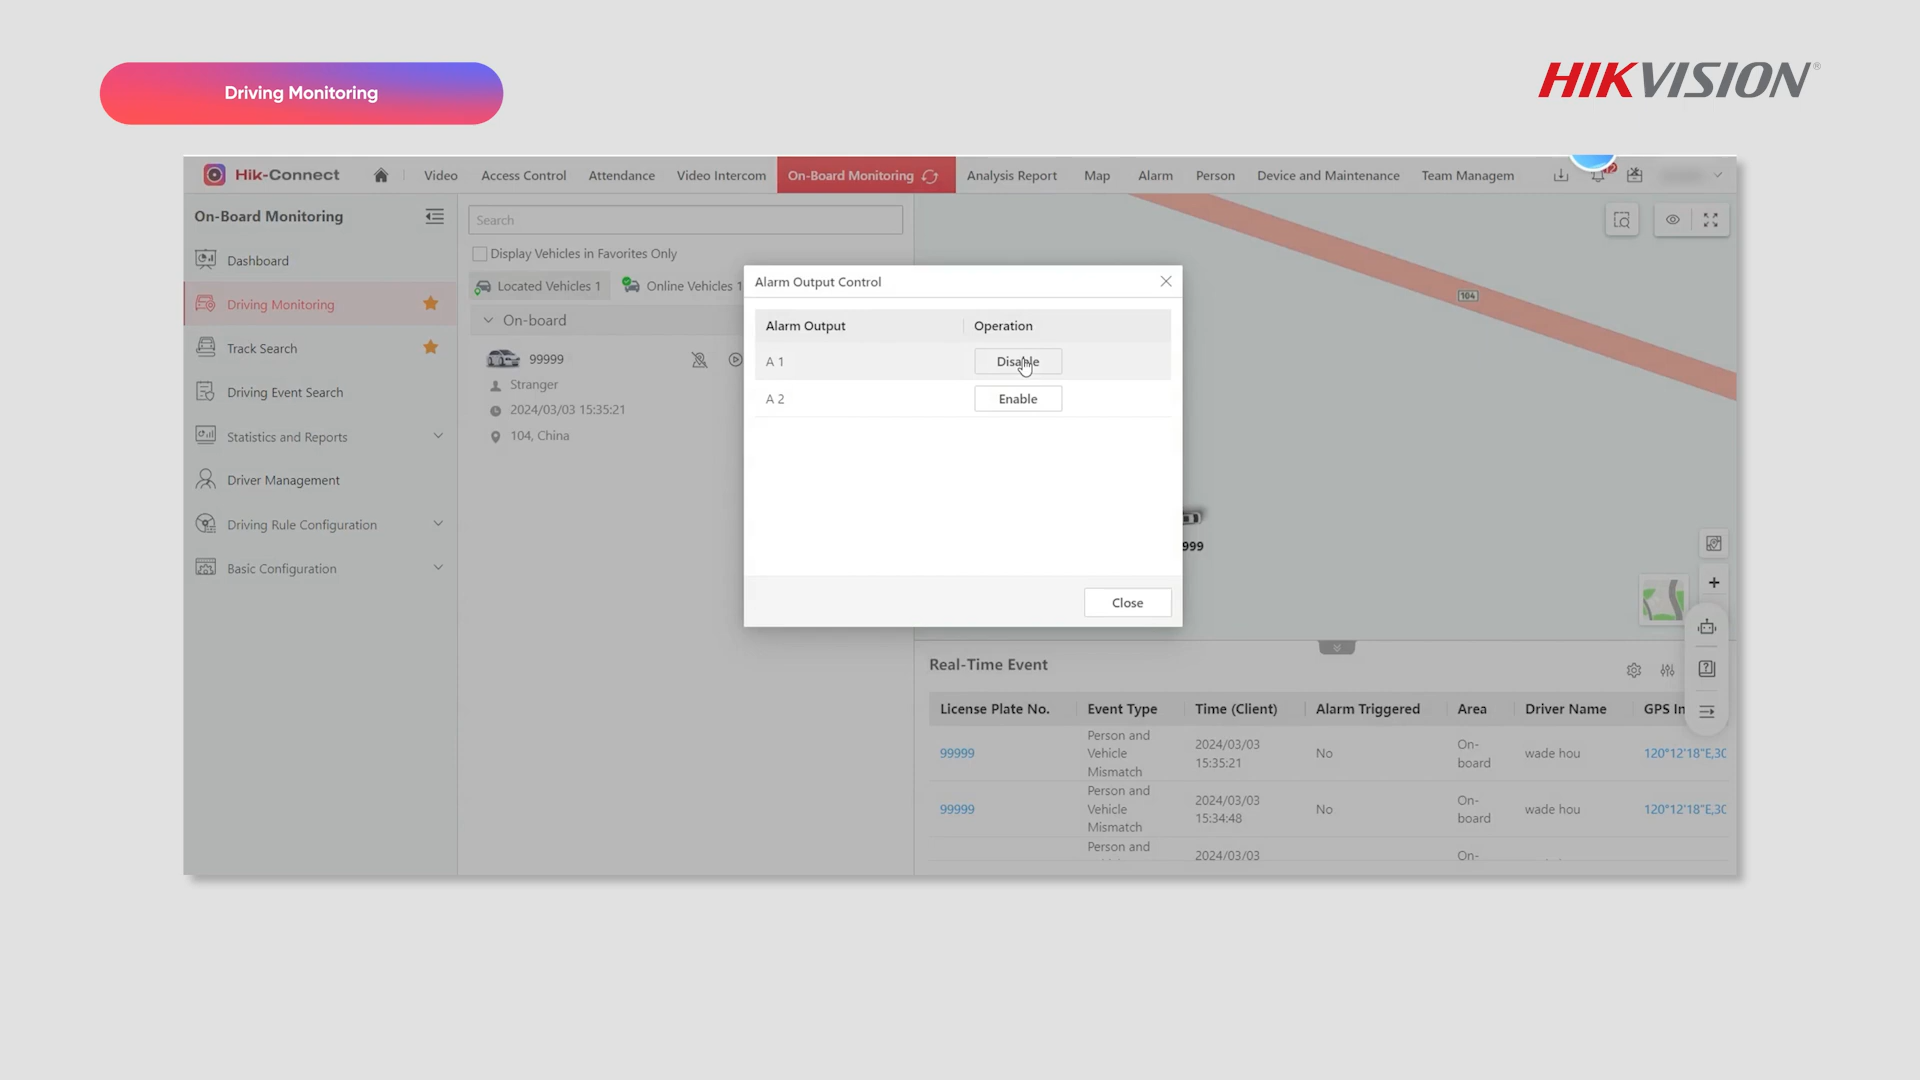 Driving Monitoring
HIKVISION®
Hik-Connect
Video
Access Control
Attendance
Video Intercom
On-Board Monitoring
Analysis Report
Map
Alarm
Person
Device and Maintenance
Team Managem
On-Board Monitoring
Dashboard
Driving Monitoring
Track Search
Driving Event Search
Statistics and Reports
Driver Management
Driving Rule Configuration
Basic Configuration
Search
Display Vehicles in Favorites Only
Located Vehicles 1
Online Vehicles 1
On-board
99999
Stranger
2024/03/03 15:35:21
104, China
Alarm Output Control
Alarm Output
Operation
A 1
Disable
A 2
Enable
Close
104
999
Real-Time Event
License Plate No.
Event Type
Time (Client)
Alarm Triggered
Area
Driver Name
GPS In
99999
Person and
Vehicle
Mismatch
2024/03/03
15:35:21
No
On-
board
wade hou
120°12'18"E,30
99999
Person and
Vehicle
Mismatch
2024/03/03
15:34:48
No
On-
board
wade hou
120°12'18"E,30
Person and
2024/03/03
On-